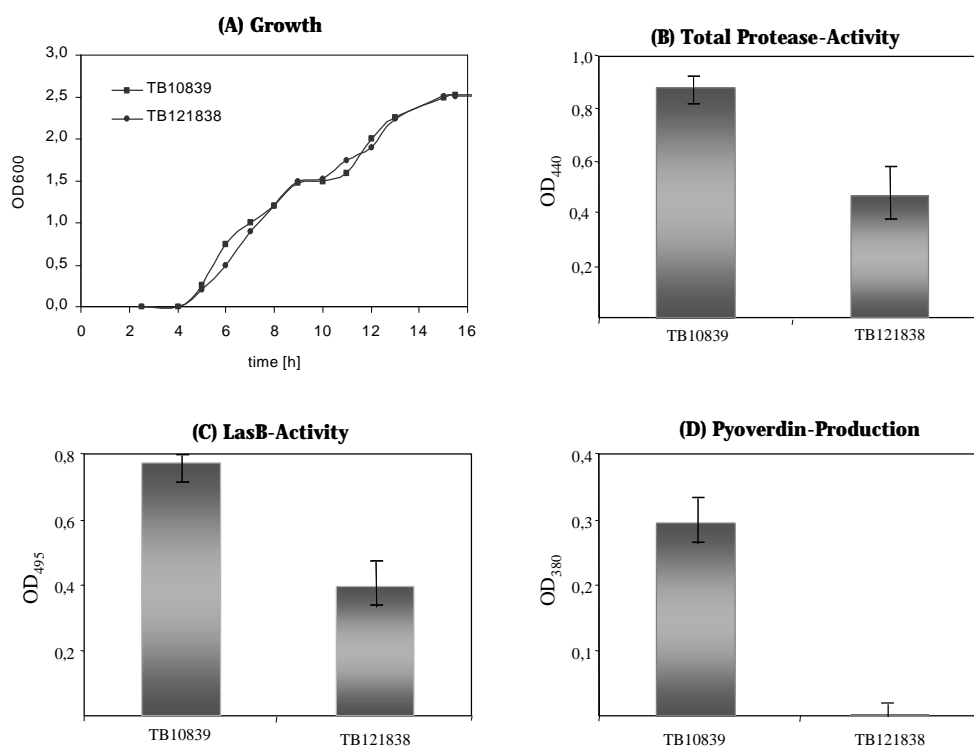 (A) Growth
3,0
2,5
2,0
1,5
1,0
0,5
0,0
OD600
TB10839
TB121838
0 2 4 6 8 10 12 14 16
time [h]
(B) Total Protease-Activity
1,0
0,8
0,6
0,4
0,2
OD440
TB10839 TB121838
(C) LasB-Activity
0,8
0,6
0,4
0,2
OD495
TB10839 TB121838
(D) Pyoverdin-Production
0,4
0,3
0,2
0,1
OD380
TB10839 TB121838